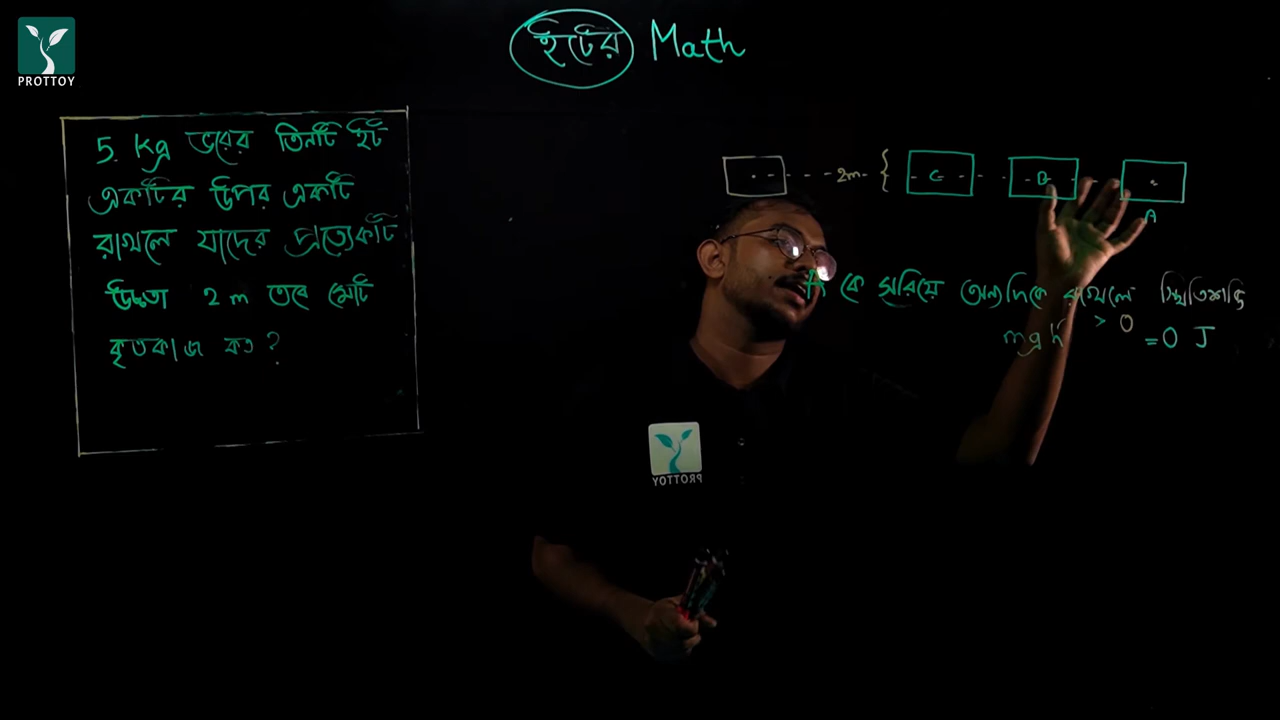 PROTTOY
ইটের Math
5. Kg ভরের তিনটি ইট
একটির উপর একটি
রাখলে যাদের প্রত্যেকটি
উচ্চতা 2 m তবে মোট
কৃতকাজ কত ?
2m
C
B
A
A কে সরিয়ে অন্যদিকে রাখলে স্থিতিশক্তি
mgh > 0 = 0 J
PROTTOY